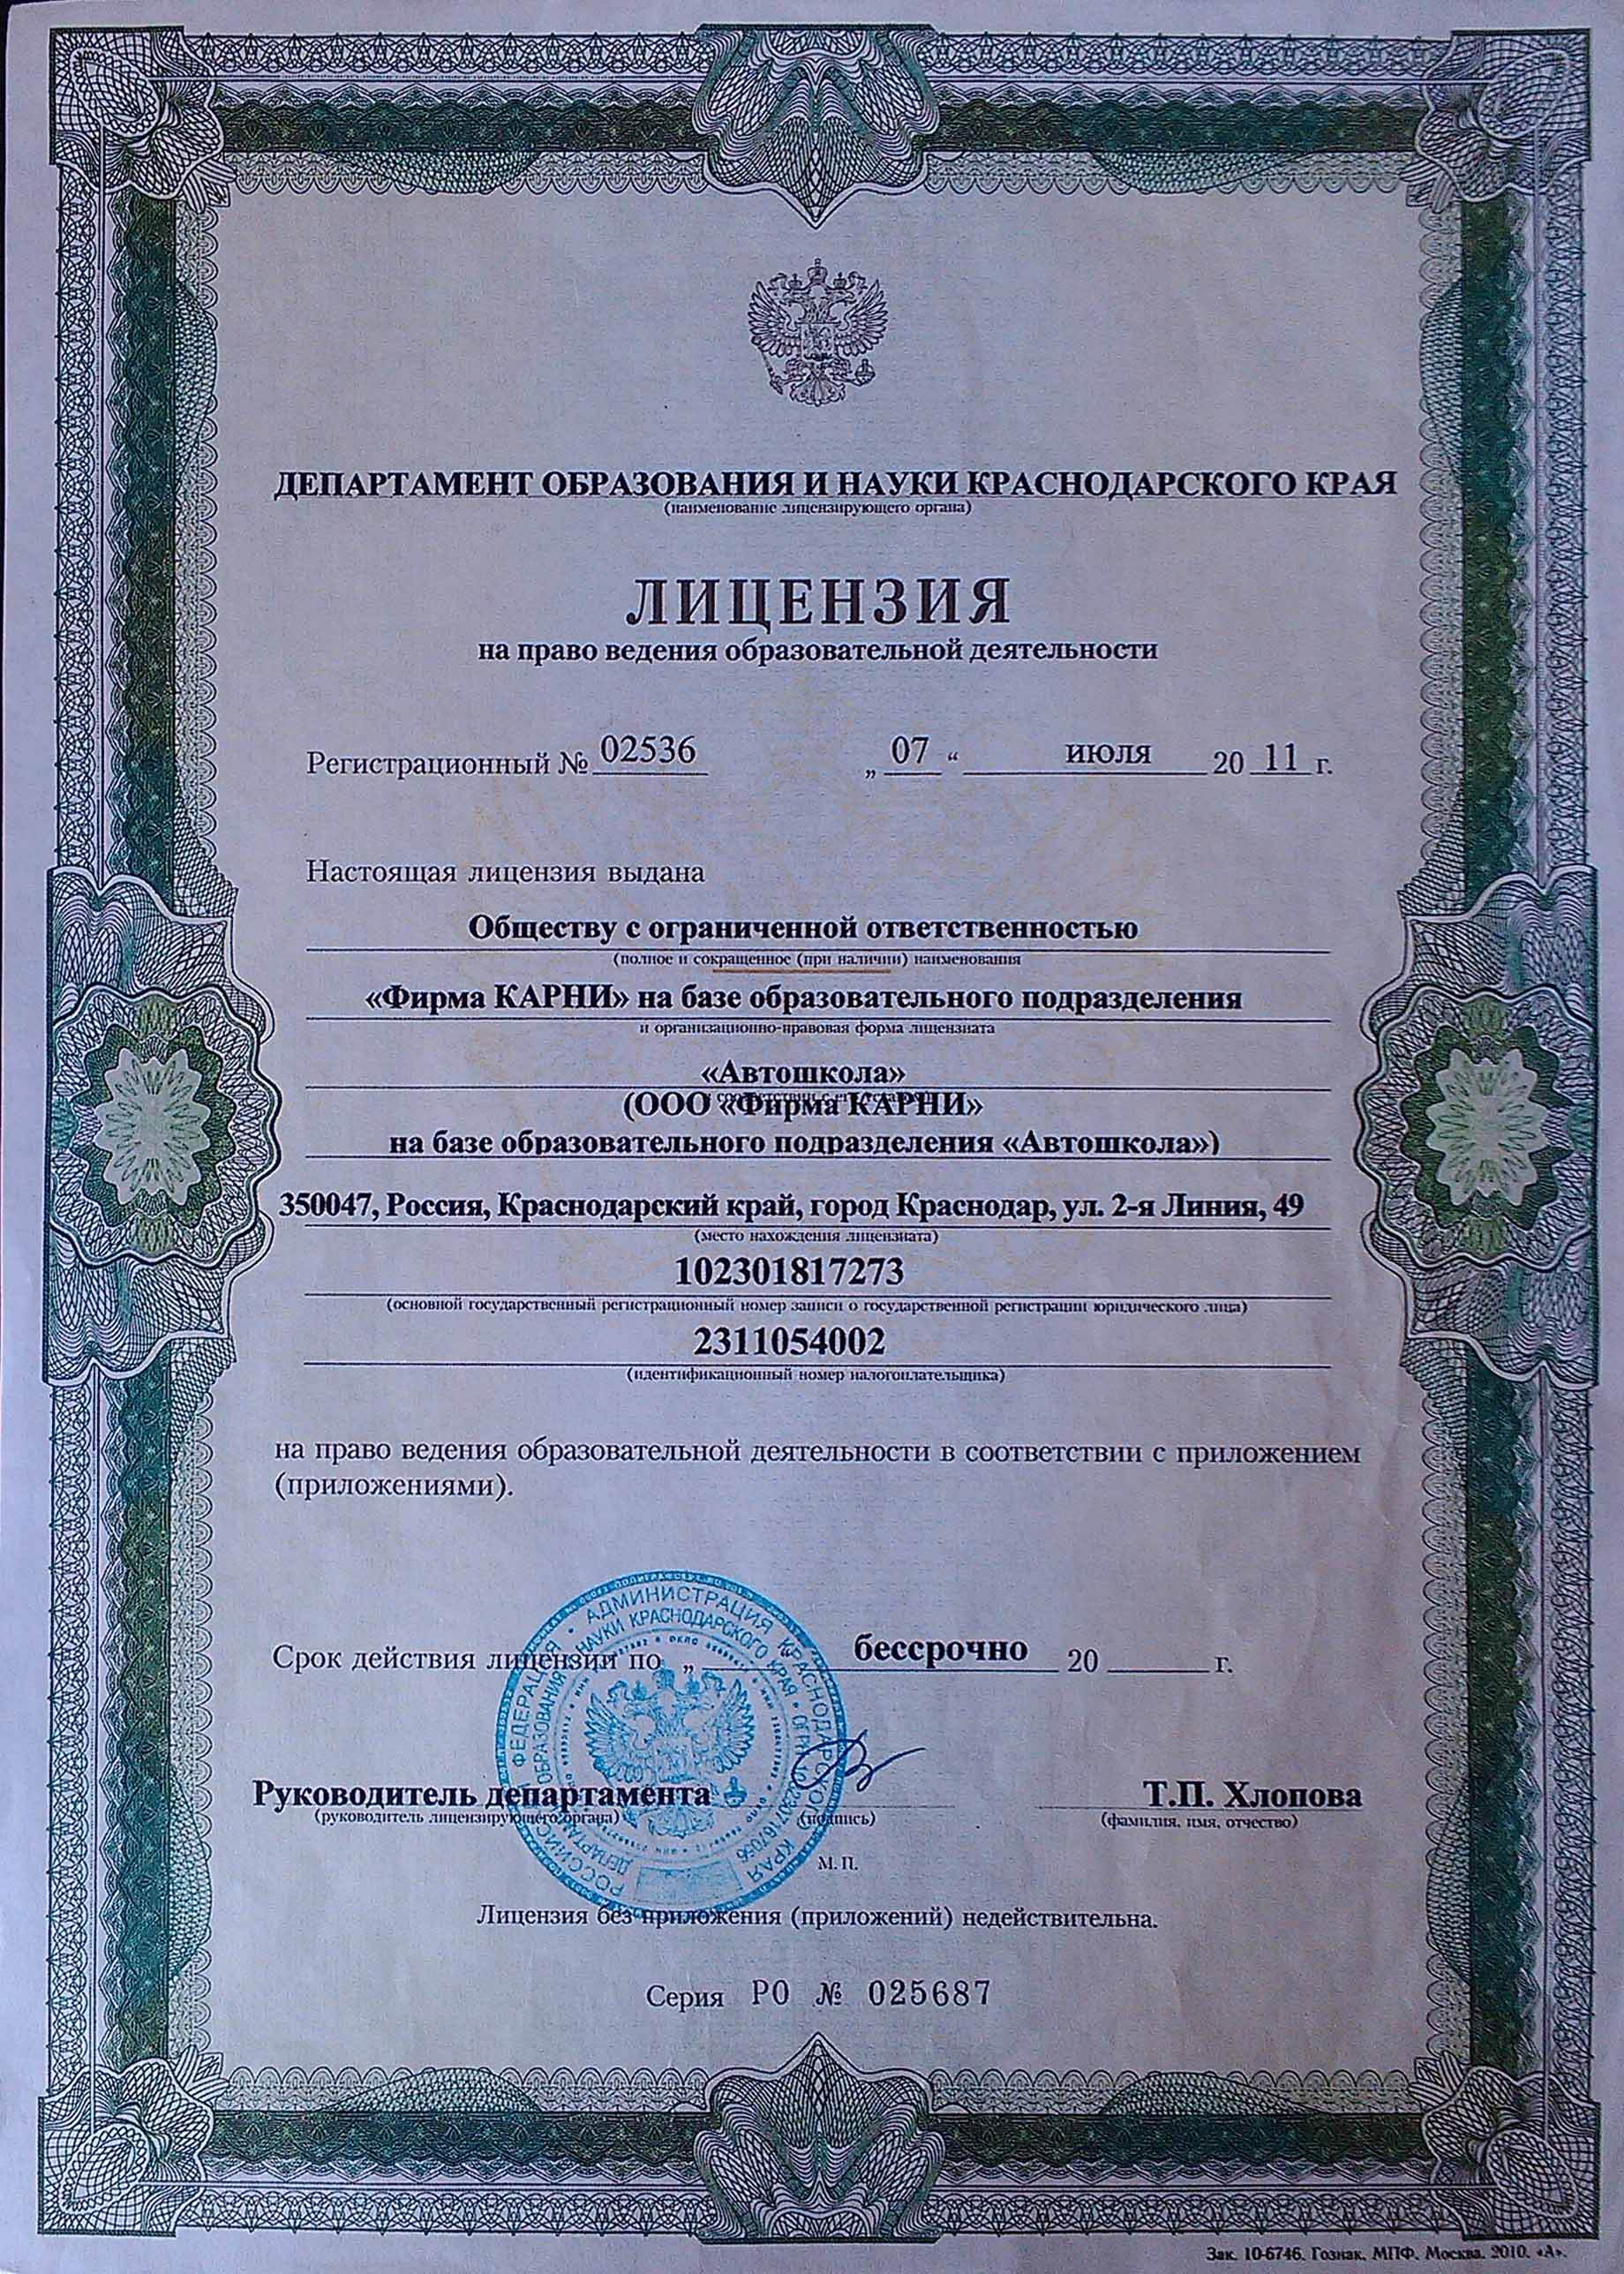 ДЕПАРТАМЕНТ ОБРАЗОВАНИЯ И НАУКИ КРАСНОДАРСКОГО КРАЯ
(наименование лицензирующего органа)
ЛИЦЕНЗИЯ
на право ведения образовательной деятельности
Регистрационный № 02536 „ 07 “ июля 20 11 г.
Настоящая лицензия выдана
Обществу с ограниченной ответственностью
(полное и сокращенное (при наличии) наименования
«Фирма КАРНИ» на базе образовательного подразделения
и организационно-правовая форма лицензиата
«Автошкола»
(ООО «Фирма КАРНИ»
на базе образовательного подразделения «Автошкола»)
350047, Россия, Краснодарский край, город Краснодар, ул. 2-я Линия, 49
(место нахождения лицензиата)
102301817273
(основной государственный регистрационный номер записи о государственной регистрации юридического лица)
2311054002
(идентификационный номер налогоплательщика)
на право ведения образовательной деятельности в соответствии с приложением
(приложениями).
АДМИНИСТРАЦИЯ КРАСНОДАРСКОГО КРАЯ
НАУКИ КРАСНОДАРСКОГО КРАЯ
Срок действия лицензии по „ бессрочно 20 г.
Руководитель департамента Т.П. Хлопова
(руководитель лицензирующего органа) (подпись) (фамилия, имя, отчество)
М. П.
Лицензия без приложения (приложений) недействительна.
Серия РО № 025687
Зак. 10-6746. Гознак. МПФ. Москва. 2010. «А».